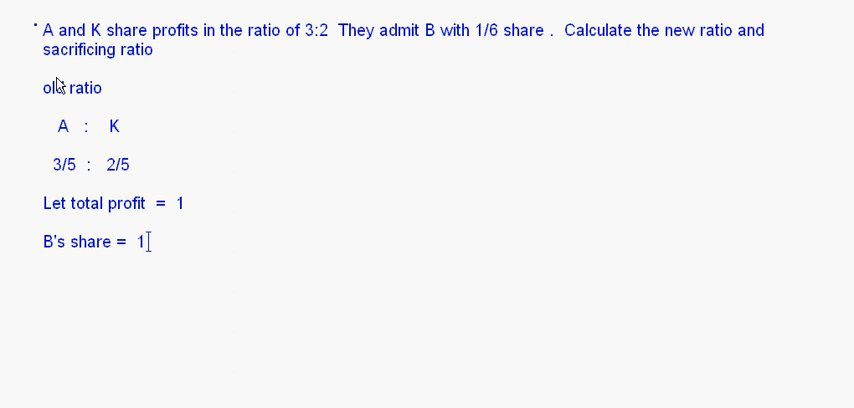 A and K share profits in the ratio of 3:2 They admit B with 1/6 share . Calculate the new ratio and
sacrificing ratio
old ratio
A : K
3/5 : 2/5
Let total profit = 1
B's share = 1